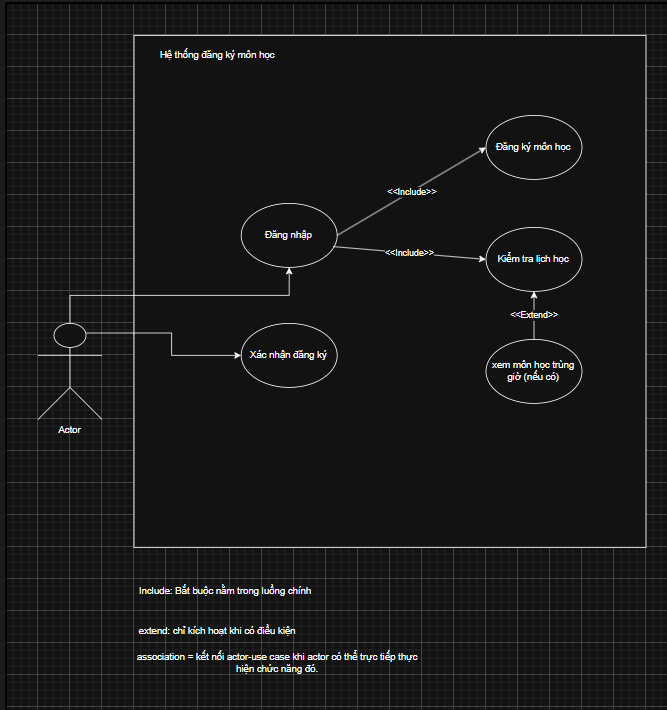 Hệ thống đăng ký môn học
Đăng ký môn học
<<Include>>
Đăng nhập
<<Include>>
Kiểm tra lịch học
<<Extend>>
Xác nhận đăng ký
xem môn học trùng
giờ (nếu có)
Actor
Include: Bắt buộc nằm trong luồng chính
extend: chỉ kích hoạt khi có điều kiện
association = kết nối actor-use case khi actor có thể trực tiếp thực
hiện chức năng đó.